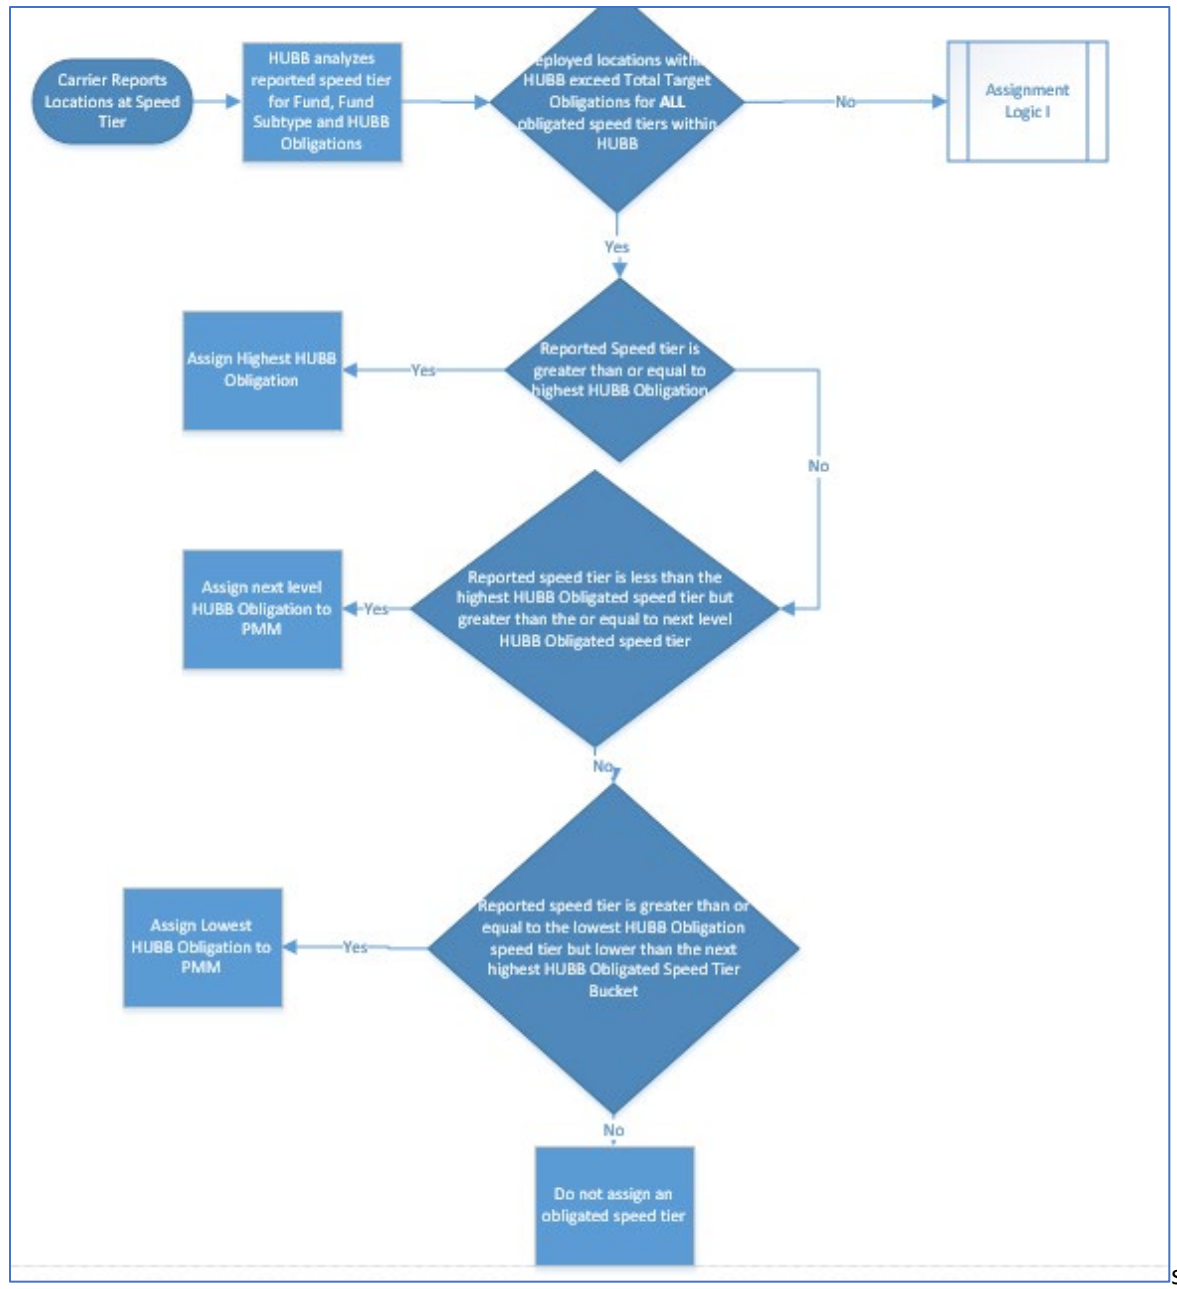 Carrier Reports
Locations at Speed
Tier
HUBB analyzes
reported speed tier
for Fund, Fund
Subtype and HUBB
Obligations
eployed locations within
HUBB exceed Total Target
Obligations for ALL
obligated speed tiers within
HUBB
No
Assignment
Logic I
Yes
Reported Speed tier is
greater than or equal to
highest HUBB Obligation
Yes
Assign Highest HUBB
Obligation
No
Reported speed tier is less than the
highest HUBB Obligated speed tier but
greater than the or equal to next level
HUBB Obligated speed tier
Yes
Assign next level
HUBB Obligation to
PMM
No
Reported speed tier is greater than or
equal to the lowest HUBB Obligation
speed tier but lower than the next
highest HUBB Obligated Speed Tier
Bucket
Yes
Assign Lowest
HUBB Obligation to
PMM
No
Do not assign an
obligated speed tier
s